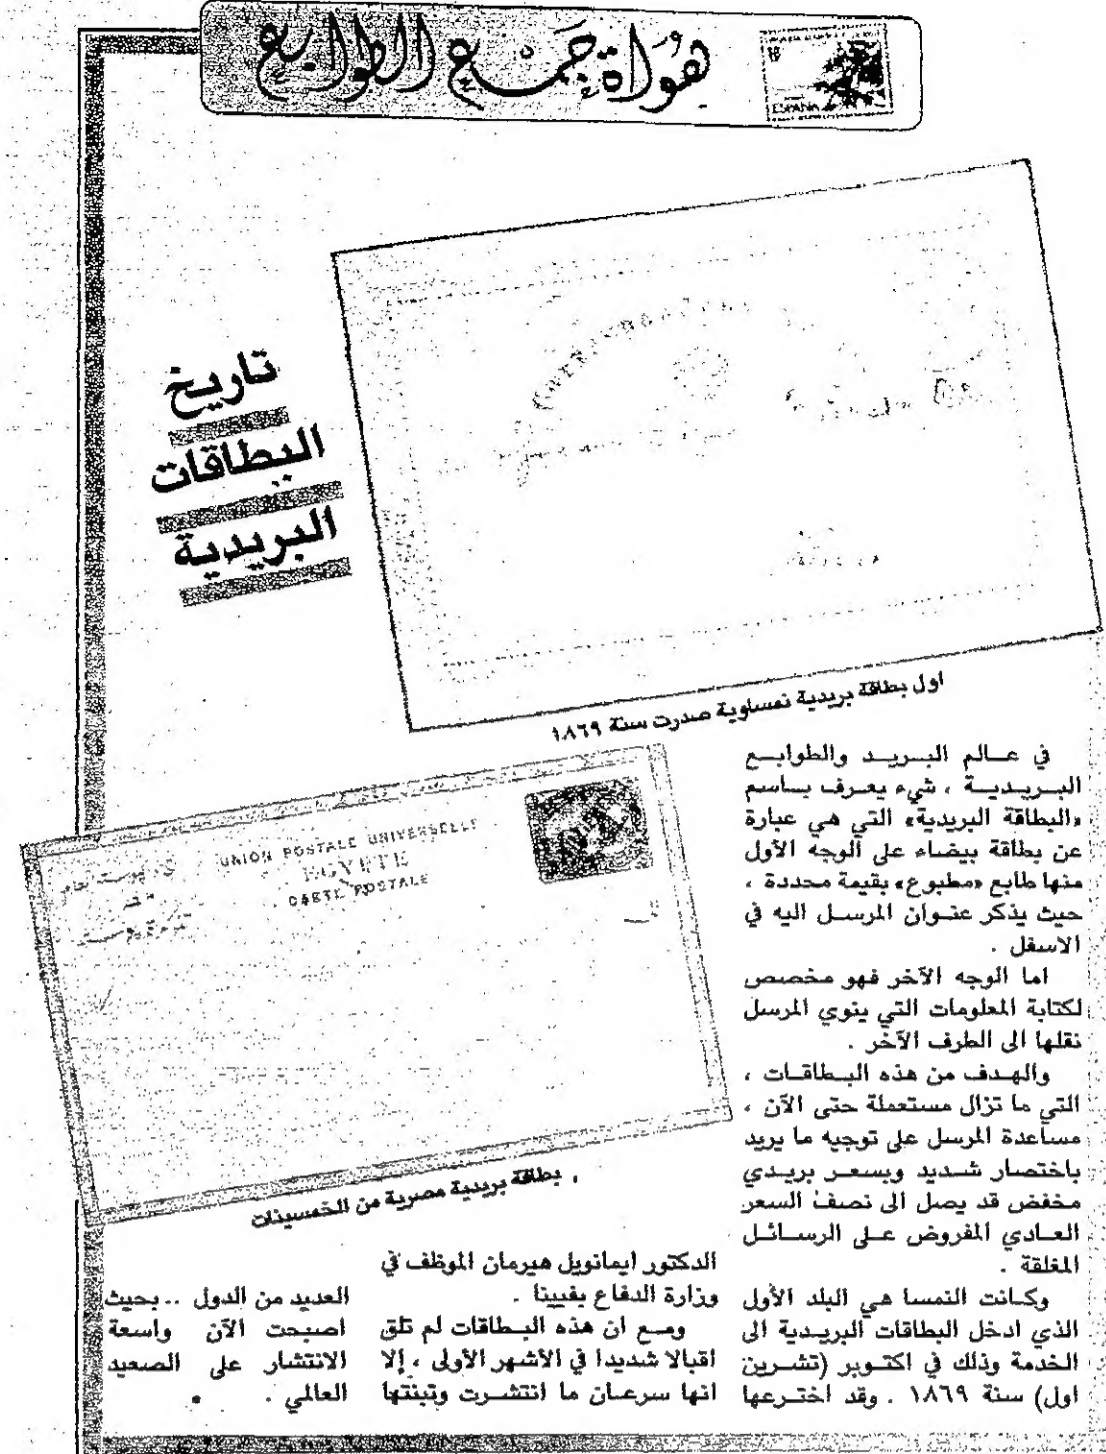 هواة جمع الطوابع
ESPAÑA
تاريخ
البطاقات
البريدية
اول بطاقة بريدية نمساوية صدرت سنة ١٨٦٩
UNION POSTALE UNIVERSELLE
EGYPTE
CARTE POSTALE
بطاقة بريدية مصرية من الخمسينات
في عالم البريد والطوابع
البريدية ، شيء يعرف باسم
«البطاقة البريدية» التي هي عبارة
عن بطاقة بيضاء على الوجه الأول
منها طابع «مطبوع» بقيمة محددة ،
حيث يذكر عنوان المرسل اليه في
الاسفل .
اما الوجه الآخر فهو مخصص
لكتابة المعلومات التي ينوي المرسل
نقلها الى الطرف الآخر .
والهدف من هذه البطاقات ،
التي ما تزال مستعملة حتى الآن ،
مساعدة المرسل على توجيه ما يريد
باختصار شديد وبسعر بريدي
مخفض قد يصل الى نصف السعر
العادي المفروض على الرسائل
المغلقة .
وكانت النمسا هي البلد الأول
الذي ادخل البطاقات البريدية الى
الخدمة وذلك في اكتوبر (تشرين
اول) سنة ١٨٦٩ . وقد اخترعها
الدكتور ايمانويل هيرمان الموظف في
وزارة الدفاع بفيينا .
ومع ان هذه البطاقات لم تلق
اقبالا شديدا في الأشهر الأولى ، إلا
انها سرعان ما انتشرت وتبنتها
العديد من الدول .. بحيث
اصبحت الآن واسعة
الانتشار على الصعيد
العالمي .